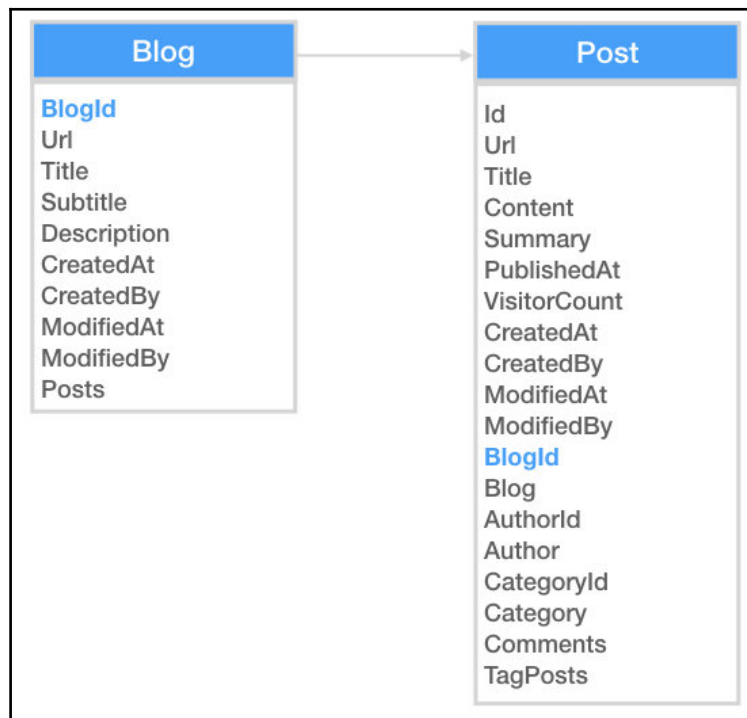 Blog
BlogId
Url
Title
Subtitle
Description
CreatedAt
CreatedBy
ModifiedAt
ModifiedBy
Posts
Post
Id
Url
Title
Content
Summary
PublishedAt
VisitorCount
CreatedAt
CreatedBy
ModifiedAt
ModifiedBy
BlogId
Blog
AuthorId
Author
CategoryId
Category
Comments
TagPosts